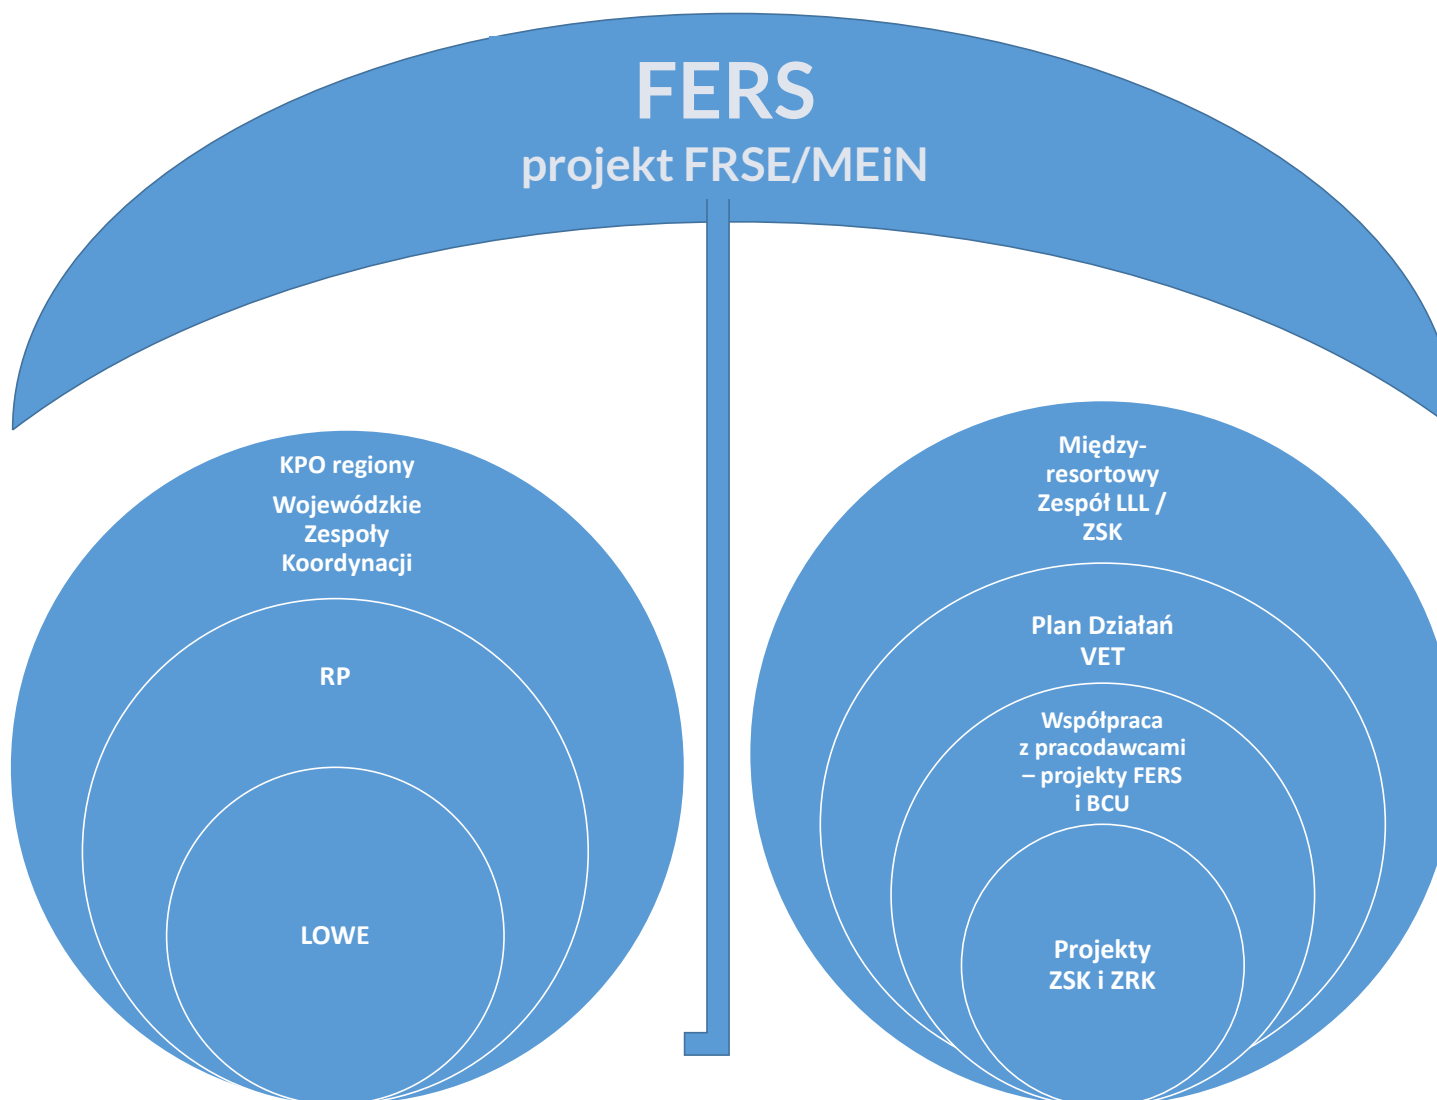 FERS
projekt FRSE/MEiN
KPO regiony
Wojewódzkie
Zespoły
Koordynacji
RP
LOWE
Między-
resortowy
Zespół LLL /
ZSK
Plan Działań
VET
Współpraca
z pracodawcami
– projekty FERS
i BCU
Projekty
ZSK i ZRK